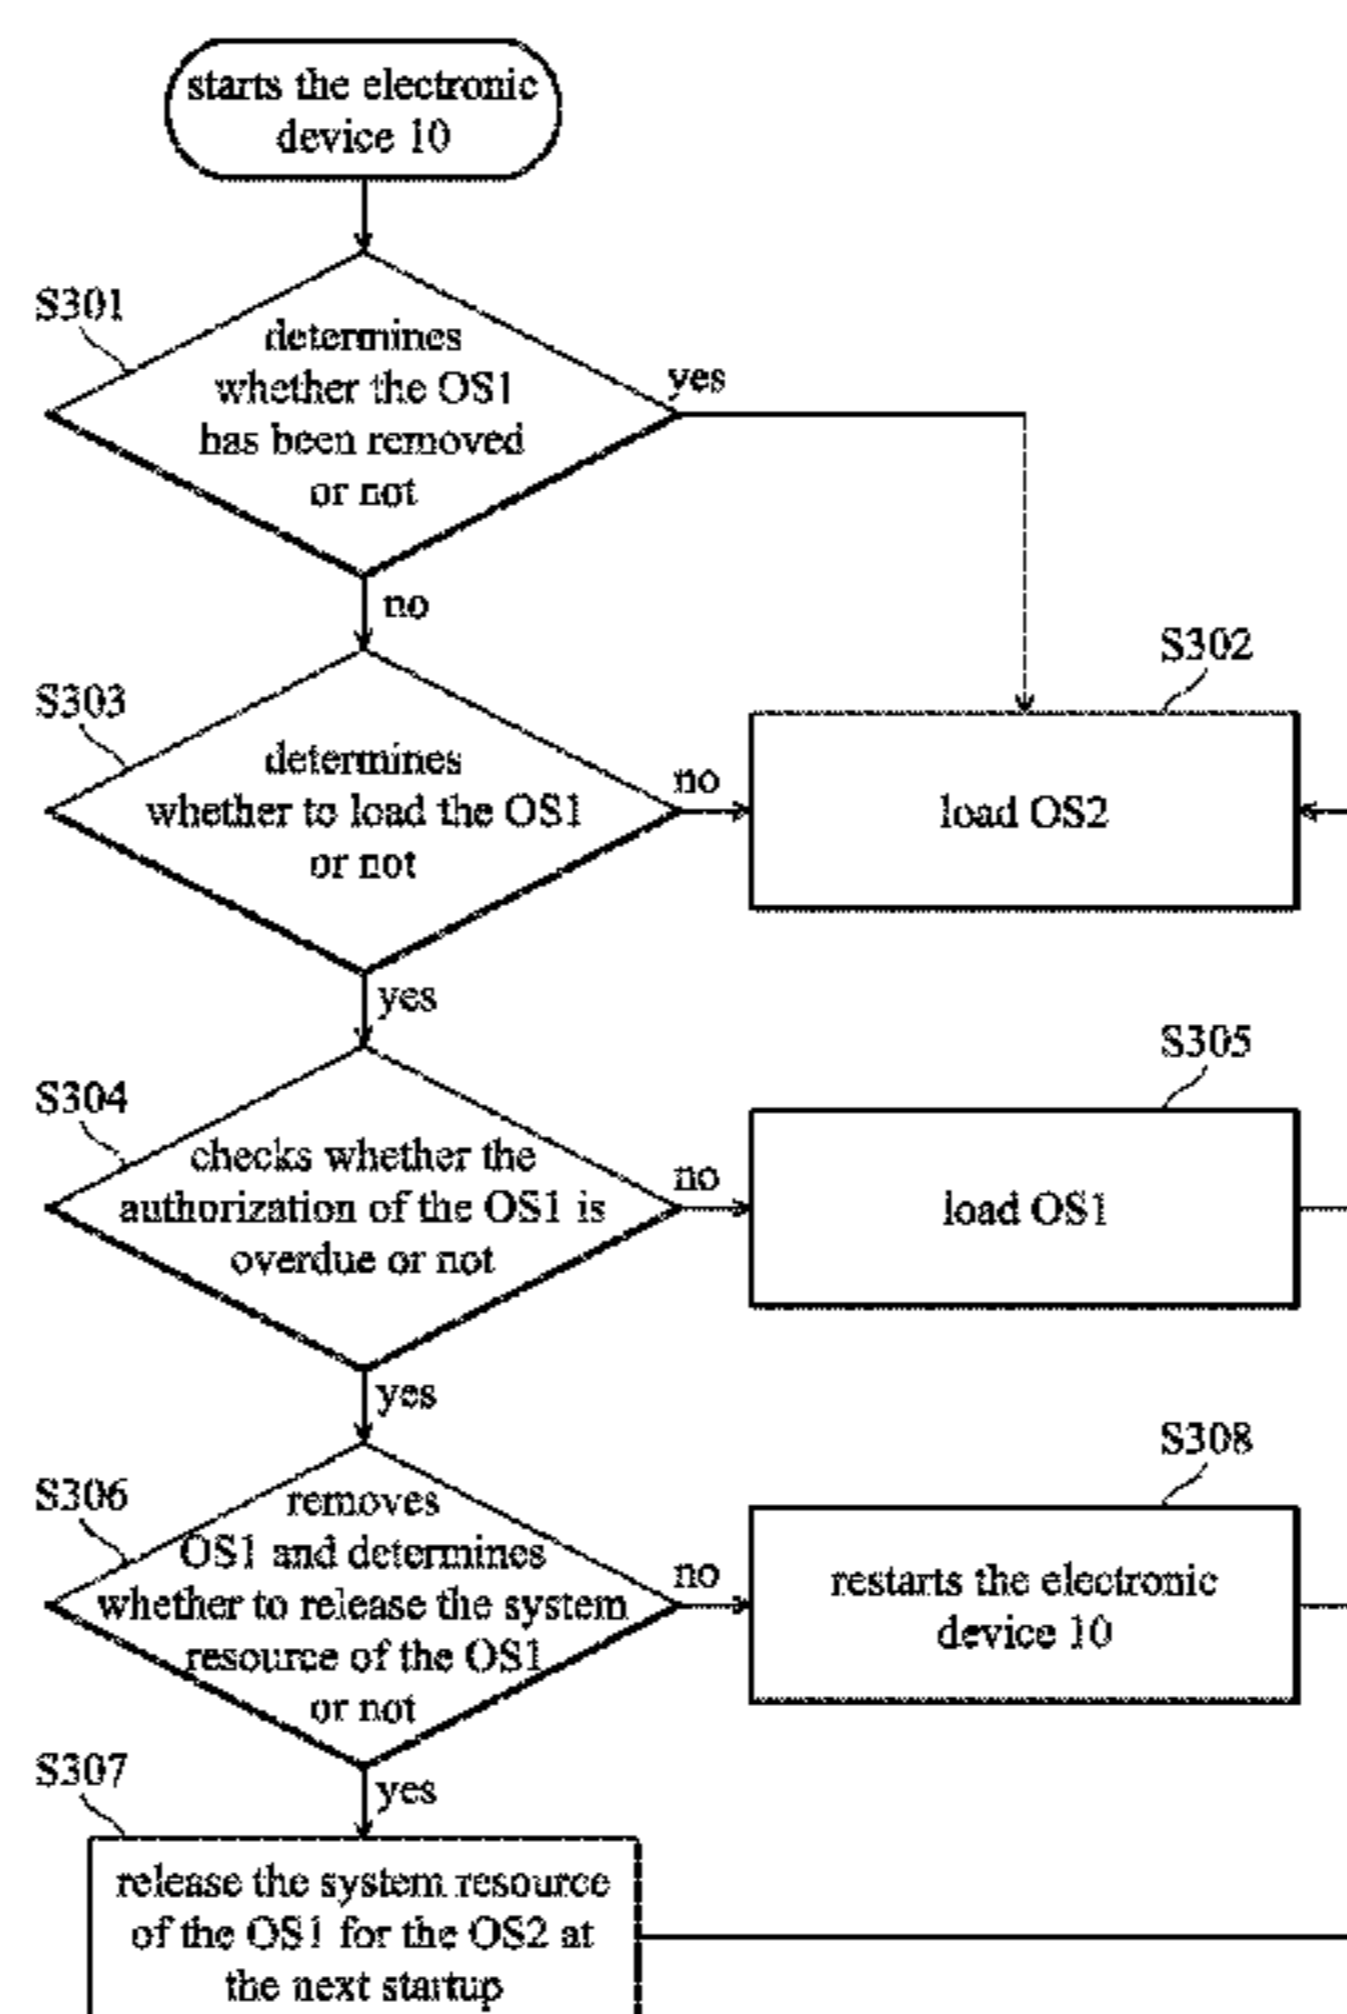 starts the electronic
device 10
S301
determines
whether the OS1
has been removed
or not
yes
no
S302
load OS2
S303
determines
whether to load the OS1
or not
no
yes
S304
checks whether the
authorization of the OS1 is
overdue or not
no
S305
load OS1
yes
S306
removes
OS1 and determines
whether to release the system
resource of the OS1
or not
no
S308
restarts the electronic
device 10
yes
S307
release the system resource
of the OS1 for the OS2 at
the next startup